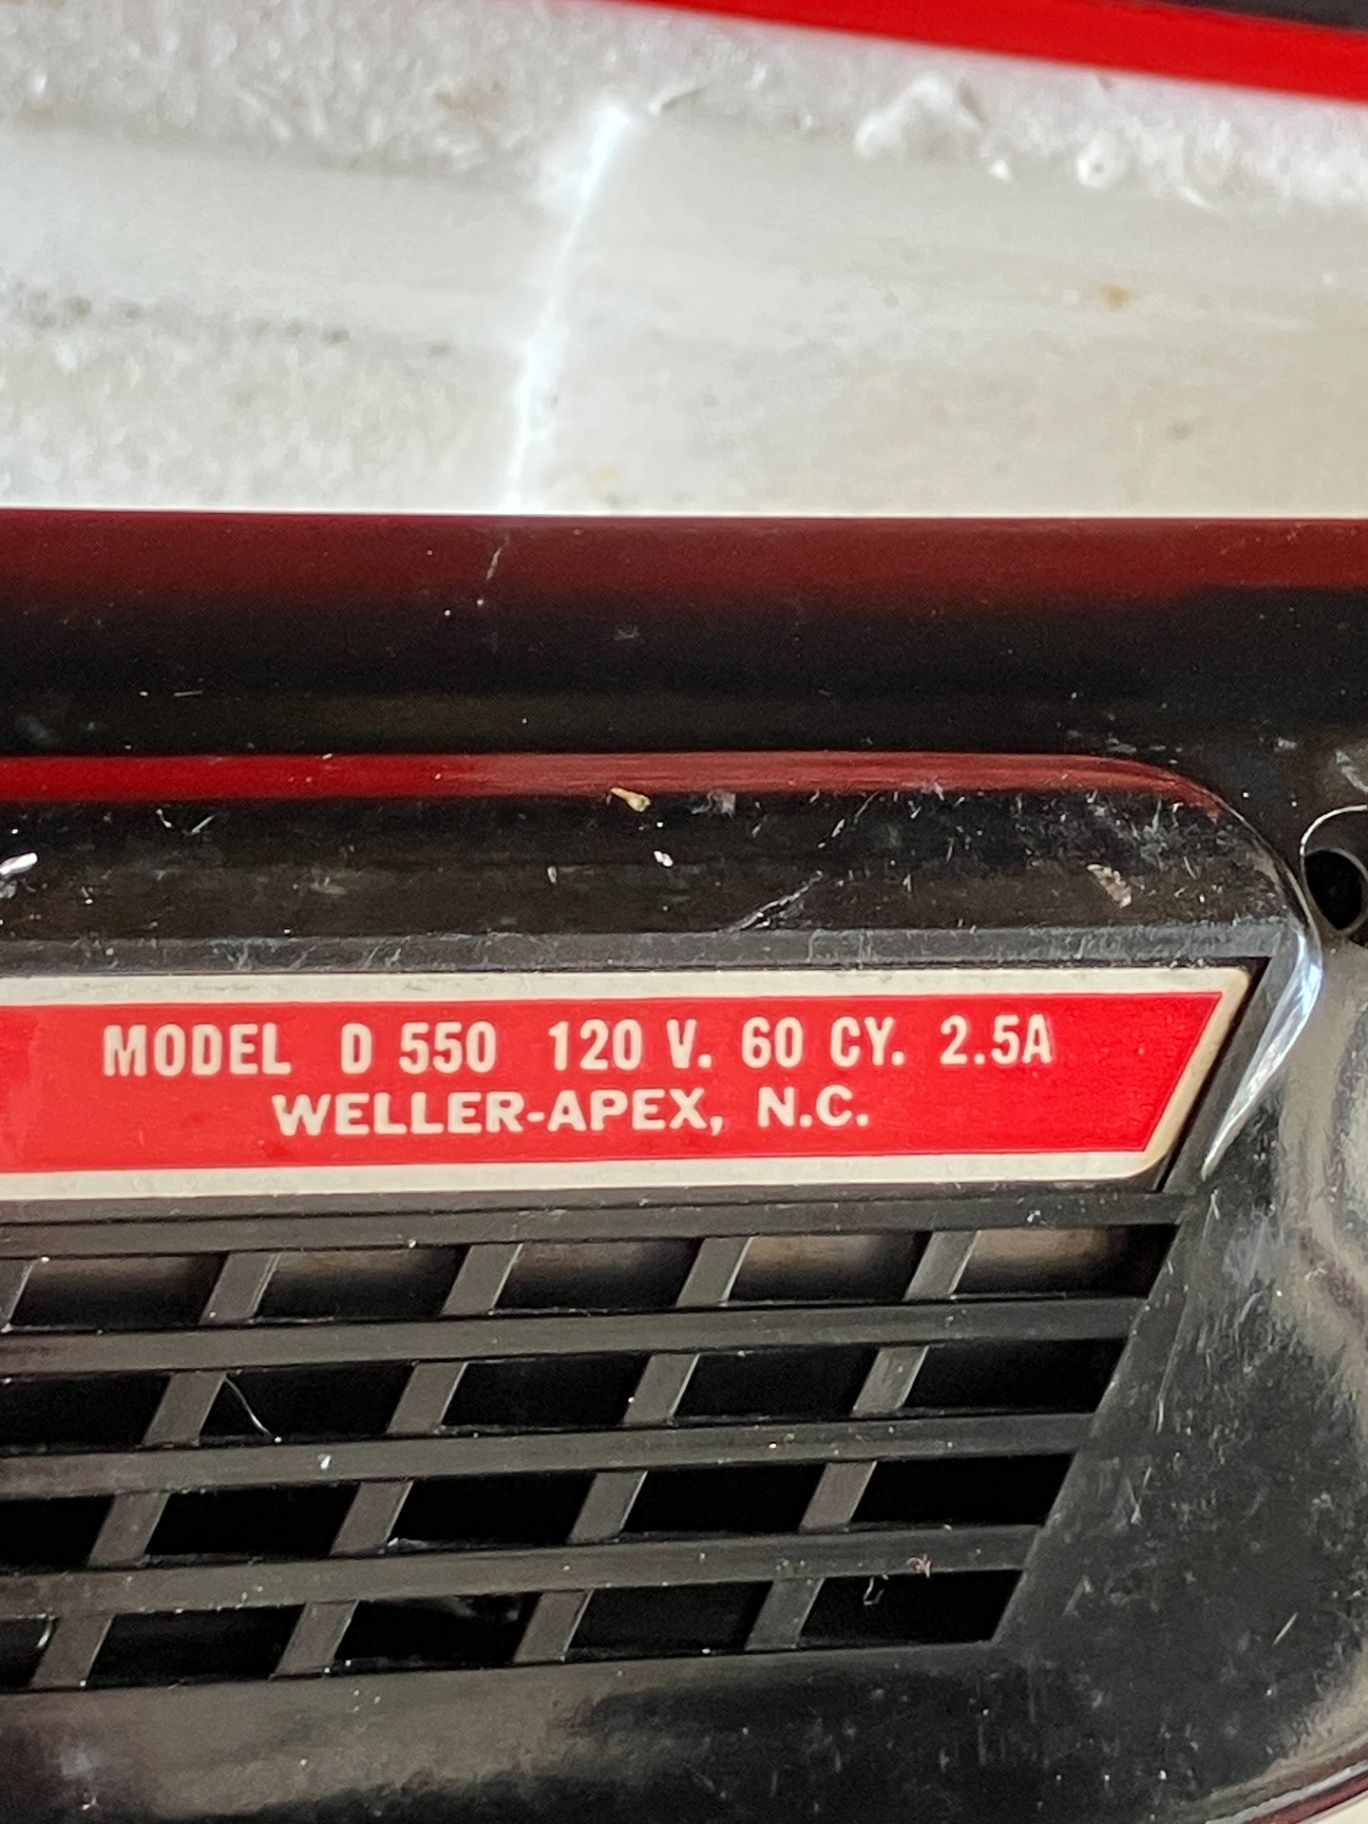 MODEL D 550 120 V. 60 CY. 2.5A
WELLER-APEX, N.C.